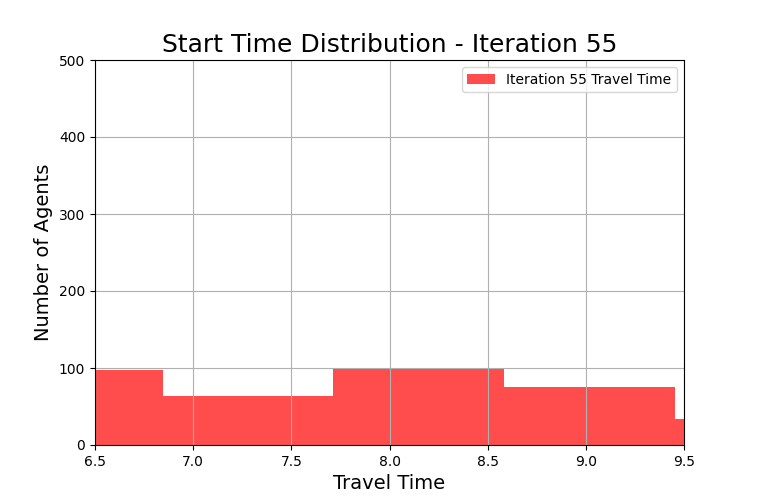 Start Time Distribution - Iteration 55
Iteration 55 Travel Time
Number of Agents
500
400
300
200
100
0
6.5 7.0 7.5 8.0 8.5 9.0 9.5
Travel Time